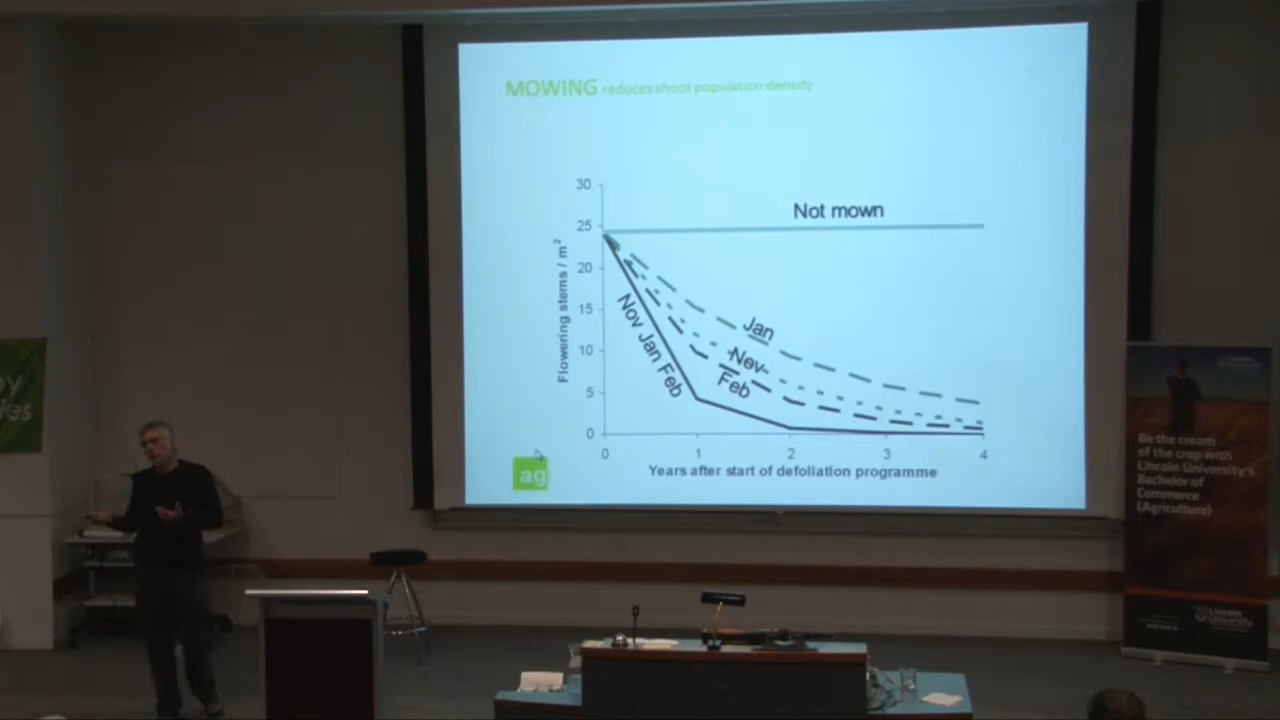 MOWING reduces shoot population density
30
25
20
15
10
5
0
Flowering stems / m²
Not mown
Jan
Nov
Feb
Nov Jan Feb
0 1 2 3 4
Years after start of defoliation programme
ag
Be the cream
of the crop with
Lincoln University's
Bachelor of
Commerce
(Agriculture)
Lincoln
University